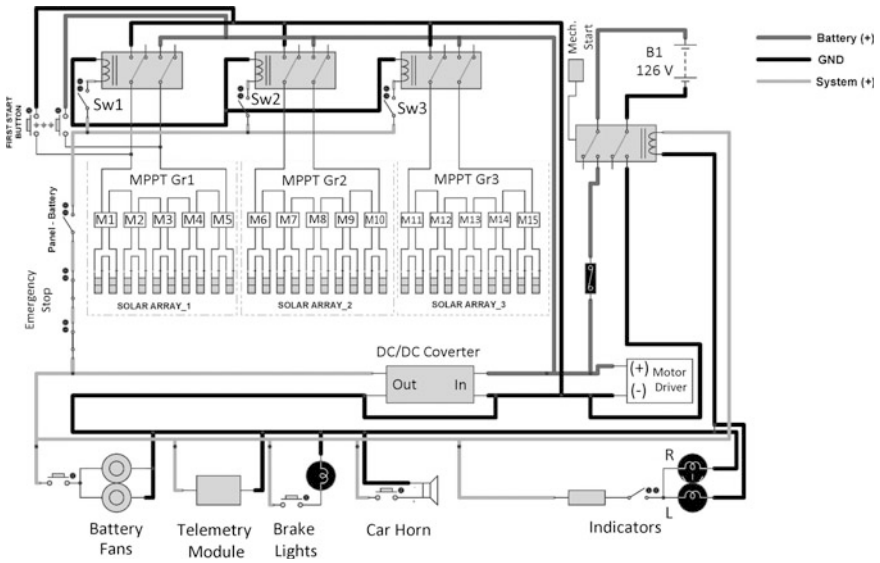 Mech.
Start
B1
126 V
Battery (+)
GND
System (+)
Sw1
Sw2
Sw3
FIRST START
BUTTON
MPPT Gr1
MPPT Gr2
MPPT Gr3
M1
M2
M3
M4
M5
M6
M7
M8
M9
M10
M11
M12
M13
M14
M15
Panel - Battery
SOLAR ARRAY_1
SOLAR ARRAY_2
SOLAR ARRAY_3
Emergency
Stop
DC/DC Coverter
Out
In
(+)
(-)
Motor
Driver
R
L
Battery
Fans
Telemetry
Module
Brake
Lights
Car Horn
Indicators